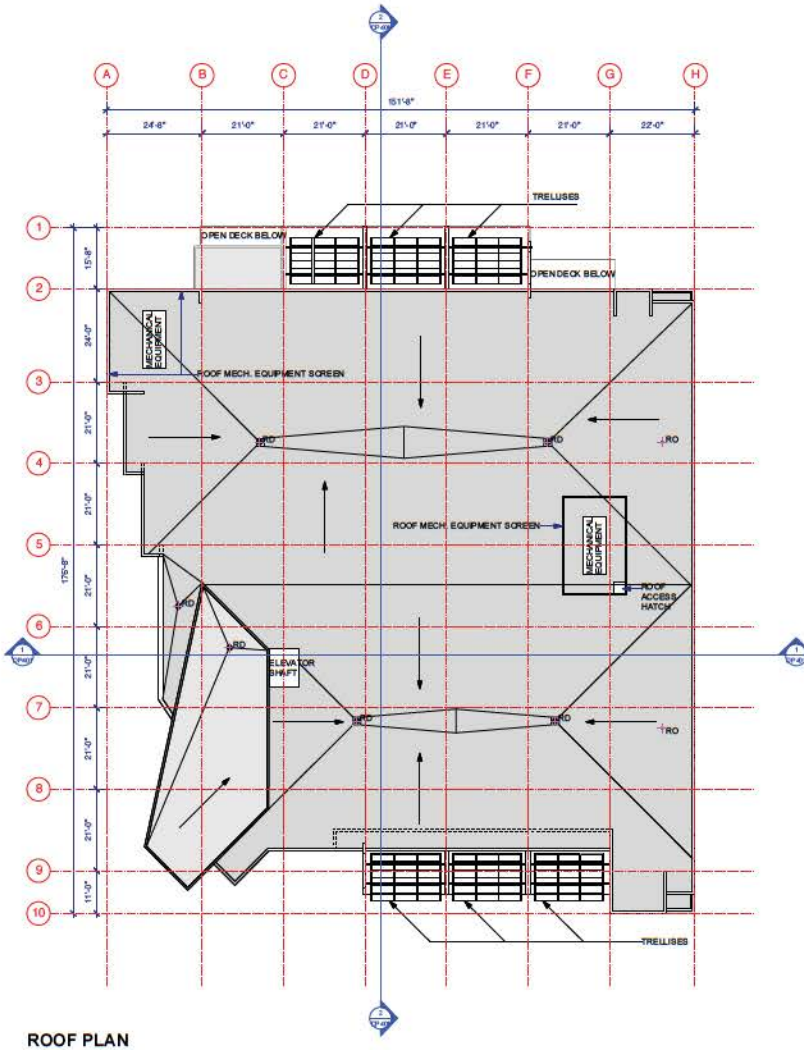 2
A
B
C
D
E
F
G
H
151'-8"
24'-8"
21'-0"
21'-0"
21'-0"
21'-0"
21'-0"
22'-0"
TRELLISES
1
OPEN DECK BELOW
15'-8"
OPEN DECK BELOW
2
MECHANICAL
EQUIPMENT
24'-0"
ROOF MECH. EQUIPMENT SCREEN
3
21'-0"
RD
RD
RO
4
21'-0"
ROOF MECH. EQUIPMENT SCREEN
MECHANICAL
EQUIPMENT
5
176'-8"
21'-0"
ROOF
ACCESS
HATCH
RD
6
RD
1
1
21'-0"
ELEVATOR
SHAFT
7
RD
RD
RO
21'-0"
8
21'-0"
9
11'-0"
10
TRELLISES
2
ROOF PLAN